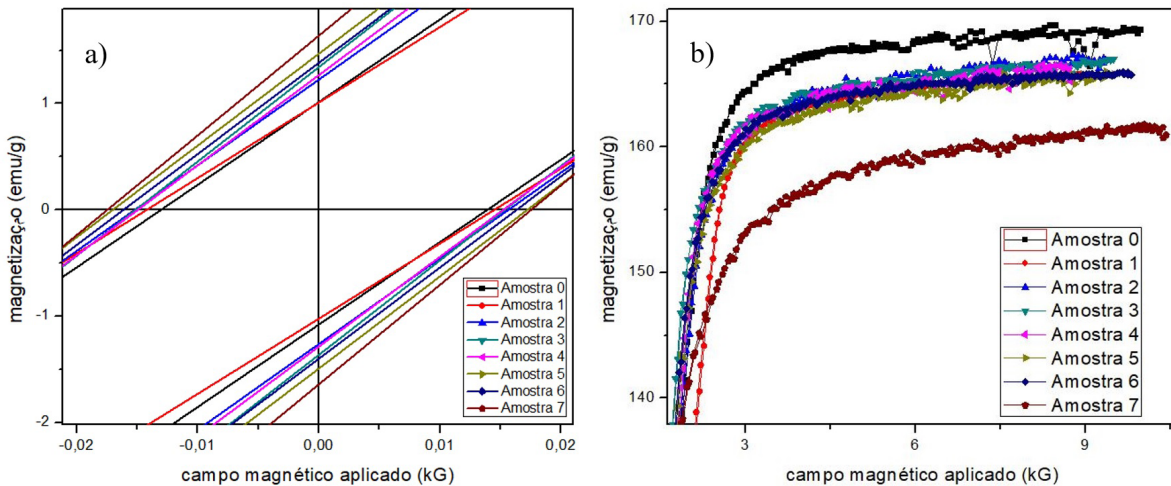 a)
magnetizaç̧o (emu/g)
1
0
-1
-2
-0,02
-0,01
0,00
0,01
0,02
campo magnético aplicado (kG)
Amostra 0
Amostra 1
Amostra 2
Amostra 3
Amostra 4
Amostra 5
Amostra 6
Amostra 7
b)
magnetizaç̧o (emu/g)
170
160
150
140
3
6
9
campo magnético aplicado (kG)
Amostra 0
Amostra 1
Amostra 2
Amostra 3
Amostra 4
Amostra 5
Amostra 6
Amostra 7